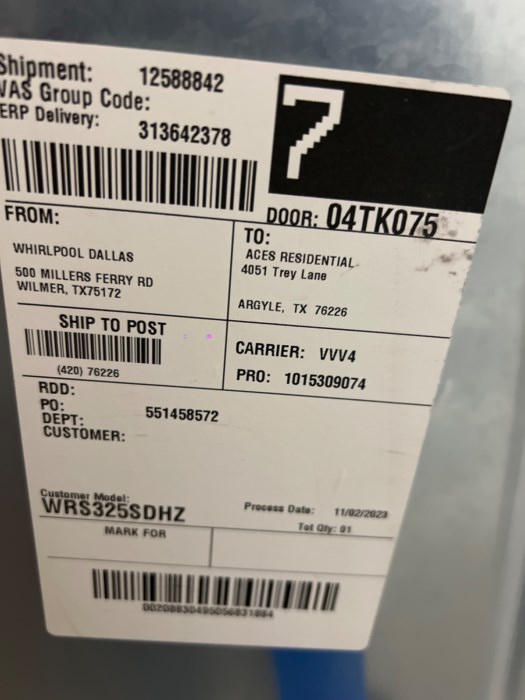 Shipment: 12588842
VAS Group Code:
ERP Delivery: 313642378
7
DOOR: 04TK075
FROM:
WHIRLPOOL DALLAS
500 MILLERS FERRY RD
WILMER, TX75172
TO:
ACES RESIDENTIAL
4051 Trey Lane
ARGYLE, TX 76226
SHIP TO POST
(420) 76226
CARRIER: VVV4
PRO: 1015309074
RDD:
PO: 551458572
DEPT:
CUSTOMER:
Customer Model:
WRS325SDHZ
Process Date: 11/02/2023
Tot Qty: 01
MARK FOR